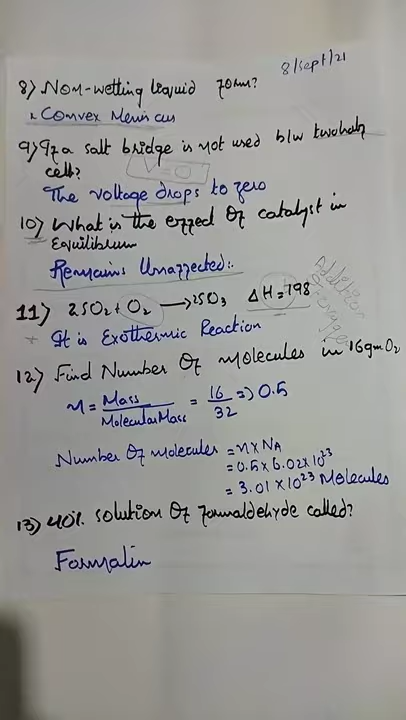 8/sept/21
8) Non-wetting liquid form?
Convex Meniscus
9) If a salt bridge is not used b/w two half
cell?
V=0
The voltage drops to zero
10) What is the effect Of catalyst in
Equilibrium
Remains Unaffected:.
11) 2SO2 + O2 → 2SO3 ΔH=198
It is Exothermic Reaction
12) Find Number Of molecules in 16gm O2
n = Mass / Molecular Mass = 16 / 32 => 0.5
Number Of molecules = n × NA
= 0.5 × 6.02 × 10^23
= 3.01 × 10^23 Molecules
13) 40% solution Of formaldehyde called?
Formalin